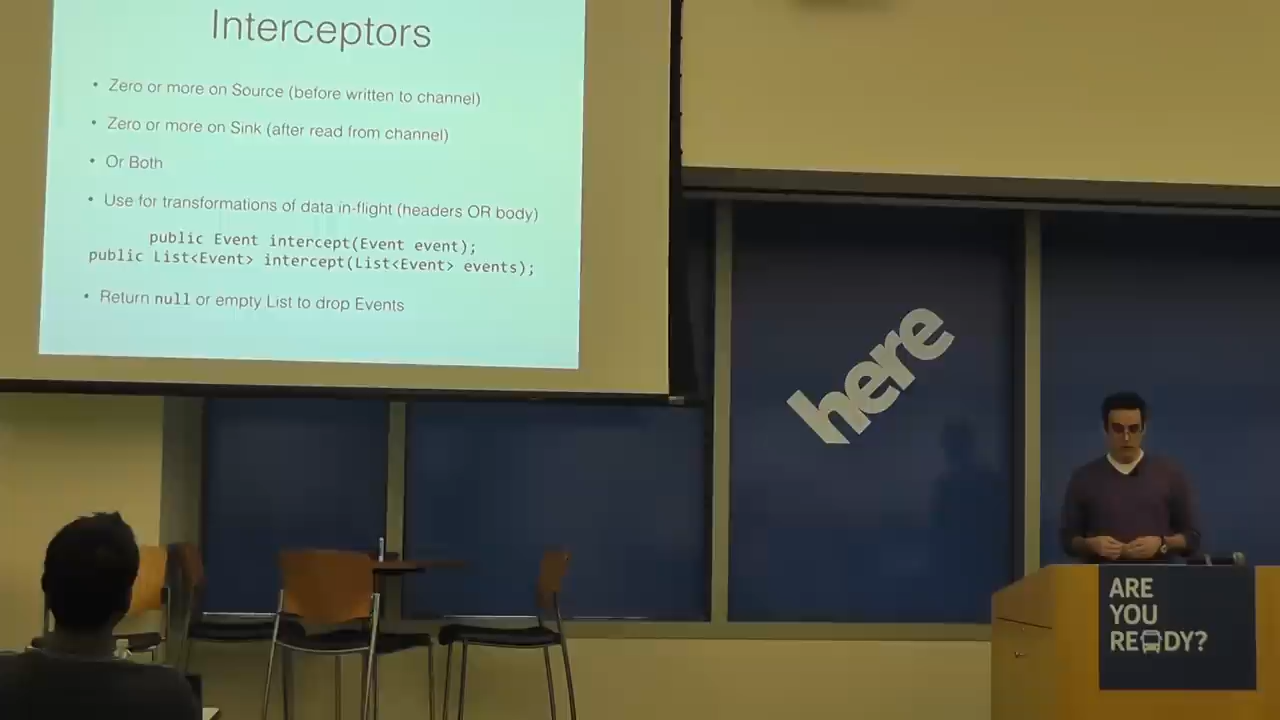 Interceptors
• Zero or more on Source (before written to channel)
• Zero or more on Sink (after read from channel)
• Or Both
• Use for transformations of data in-flight (headers OR body)
public Event intercept(Event event);
public List<Event> intercept(List<Event> events);
• Return null or empty List to drop Events
here
ARE
YOU
READY?